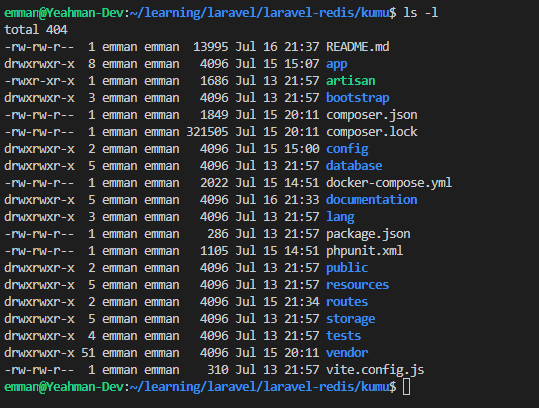 emman@Yeahman-Dev:~/learning/laravel/laravel-redis/kumu$ ls -l
total 404
-rw-rw-r--  1 emman emman  13995 Jul 16 21:37 README.md
drwxrwxr-x  8 emman emman   4096 Jul 15 15:07 app
-rwxr-xr-x  1 emman emman   1686 Jul 13 21:57 artisan
drwxrwxr-x  3 emman emman   4096 Jul 13 21:57 bootstrap
-rw-rw-r--  1 emman emman   1849 Jul 15 20:11 composer.json
-rw-rw-r--  1 emman emman 321505 Jul 15 20:11 composer.lock
drwxrwxr-x  2 emman emman   4096 Jul 15 15:00 config
drwxrwxr-x  5 emman emman   4096 Jul 13 21:57 database
-rw-rw-r--  1 emman emman   2022 Jul 15 14:51 docker-compose.yml
drwxrwxr-x  5 emman emman   4096 Jul 16 21:33 documentation
drwxrwxr-x  3 emman emman   4096 Jul 13 21:57 lang
-rw-rw-r--  1 emman emman    286 Jul 13 21:57 package.json
-rw-rw-r--  1 emman emman   1105 Jul 15 14:51 phpunit.xml
drwxrwxr-x  2 emman emman   4096 Jul 13 21:57 public
drwxrwxr-x  5 emman emman   4096 Jul 13 21:57 resources
drwxrwxr-x  2 emman emman   4096 Jul 15 21:34 routes
drwxrwxr-x  5 emman emman   4096 Jul 13 21:57 storage
drwxrwxr-x  4 emman emman   4096 Jul 13 21:57 tests
drwxrwxr-x 51 emman emman   4096 Jul 15 20:11 vendor
-rw-rw-r--  1 emman emman    310 Jul 13 21:57 vite.config.js
emman@Yeahman-Dev:~/learning/laravel/laravel-redis/kumu$